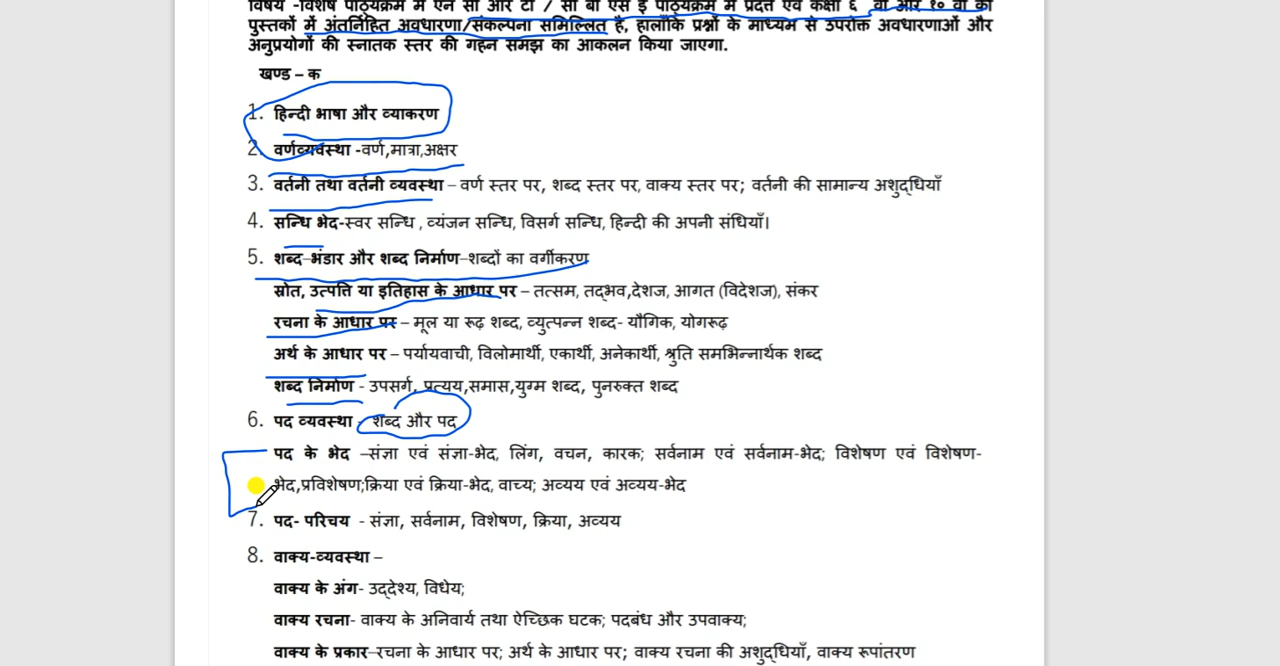 विषय -विशेष पाठ्यक्रम में एन सी आर टी / सी बी एस ई पाठ्यक्रम में प्रदत्त एवं कक्षा ६ वी और १० वी की
पुस्तकों में अंतर्निहित अवधारणा/संकल्पना समिल्लित है, हालाँकि प्रश्नों के माध्यम से उपरोक्त अवधारणाओं और
अनुप्रयोगों की स्नातक स्तर की गहन समझ का आकलन किया जाएगा.
खण्ड – क
1. हिन्दी भाषा और व्याकरण
2. वर्णव्यवस्था -वर्ण,मात्रा,अक्षर
3. वर्तनी तथा वर्तनी व्यवस्था – वर्ण स्तर पर, शब्द स्तर पर, वाक्य स्तर पर; वर्तनी की सामान्य अशुद्धियाँ
4. सन्धि भेद-स्वर सन्धि ,व्यंजन सन्धि, विसर्ग सन्धि, हिन्दी की अपनी संधियाँ।
5. शब्द–भंडार और शब्द निर्माण–शब्दों का वर्गीकरण
स्रोत, उत्पत्ति या इतिहास के आधार पर – तत्सम, तद्भव,देशज, आगत (विदेशज), संकर
रचना के आधार पर – मूल या रूढ़ शब्द, व्युत्पन्न शब्द- यौगिक, योगरूढ़
अर्थ के आधार पर – पर्यायवाची, विलोमार्थी, एकार्थी, अनेकार्थी, श्रुति समभिन्नार्थक शब्द
शब्द निर्माण - उपसर्ग, प्रत्यय,समास,युग्म शब्द, पुनरुक्त शब्द
6. पद व्यवस्था - शब्द और पद
पद के भेद –संज्ञा एवं संज्ञा-भेद, लिंग, वचन, कारक; सर्वनाम एवं सर्वनाम-भेद; विशेषण एवं विशेषण-
भेद,प्रविशेषण;क्रिया एवं क्रिया-भेद, वाच्य; अव्यय एवं अव्यय-भेद
7. पद- परिचय - संज्ञा, सर्वनाम, विशेषण, क्रिया, अव्यय
8. वाक्य-व्यवस्था –
वाक्य के अंग- उद्देश्य, विधेय;
वाक्य रचना- वाक्य के अनिवार्य तथा ऐच्छिक घटक; पदबंध और उपवाक्य;
वाक्य के प्रकार–रचना के आधार पर; अर्थ के आधार पर; वाक्य रचना की अशुद्धियाँ, वाक्य रूपांतरण